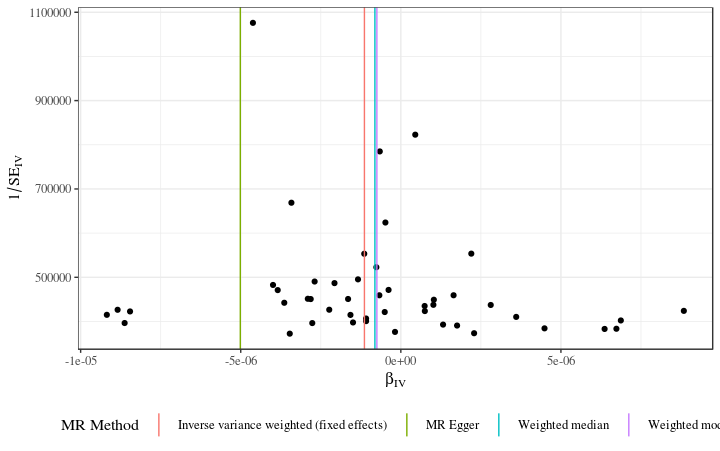 1100000
900000
700000
500000
1/SE_IV
-1e-05
-5e-06
0e+00
5e-06
β_IV
MR Method
Inverse variance weighted (fixed effects)
MR Egger
Weighted median
Weighted